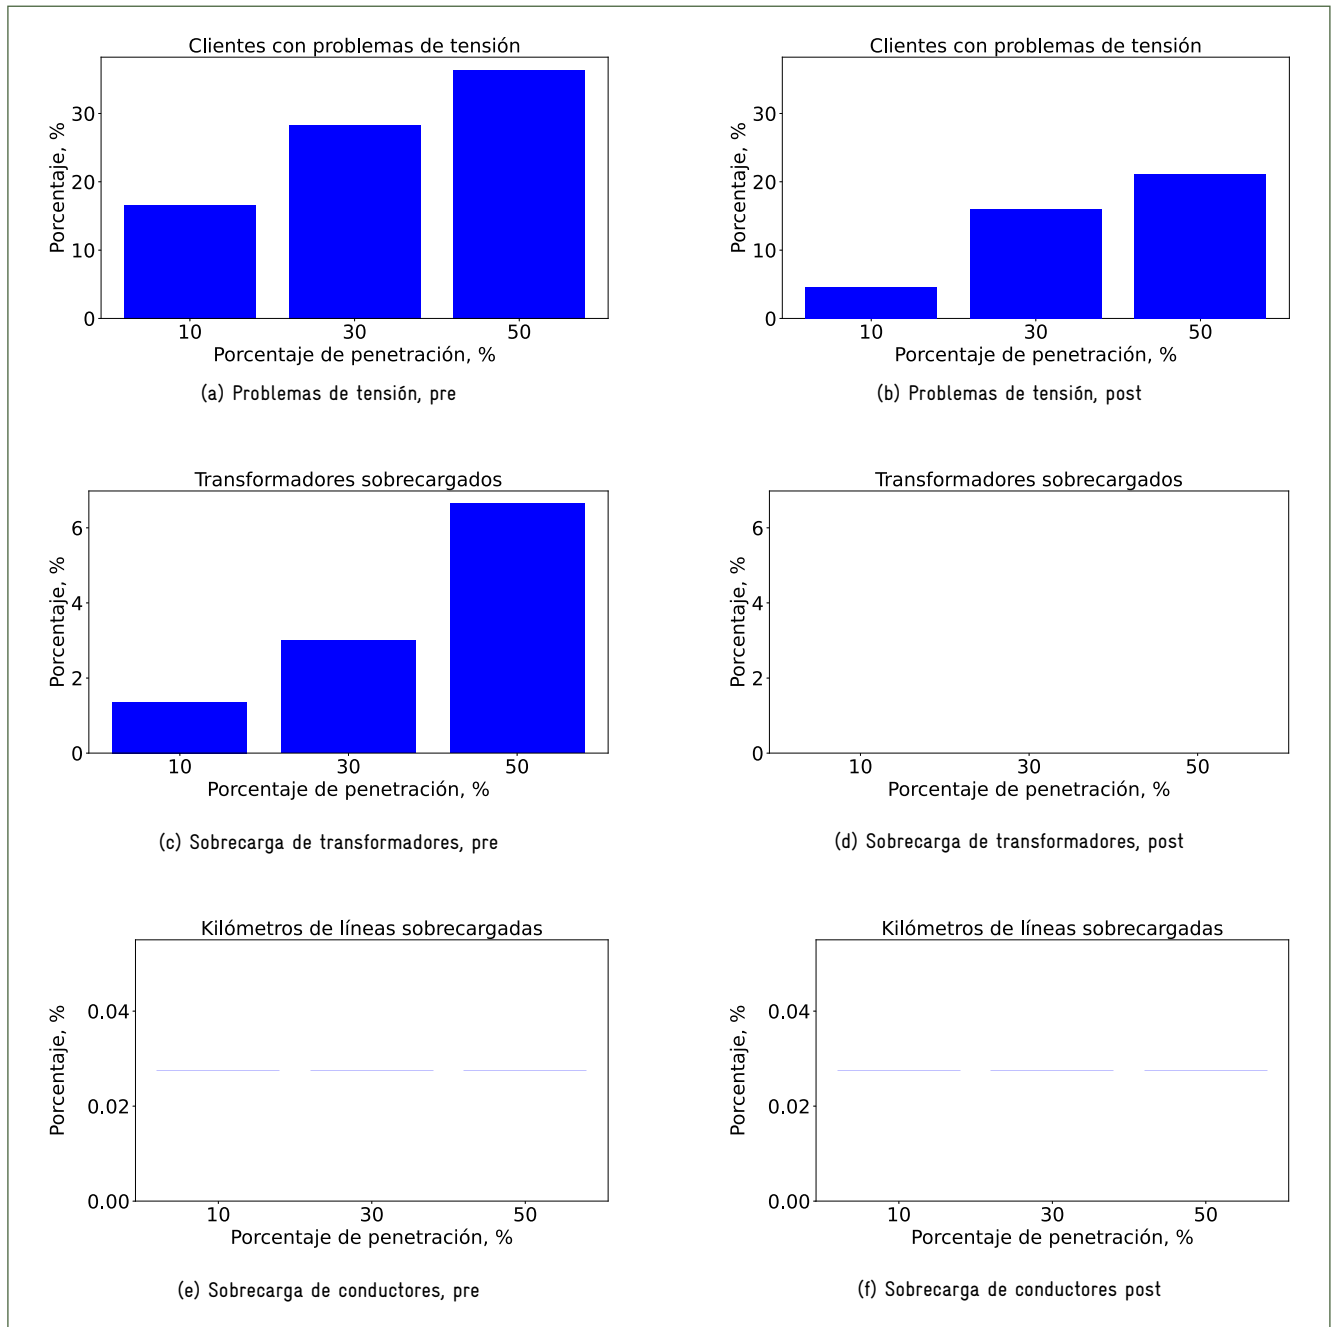 Clientes con problemas de tensión
Porcentaje, %
30
20
10
0
10 30 50
Porcentaje de penetración, %
(a) Problemas de tensión, pre
Clientes con problemas de tensión
Porcentaje, %
30
20
10
0
10 30 50
Porcentaje de penetración, %
(b) Problemas de tensión, post
Transformadores sobrecargados
Porcentaje, %
6
4
2
0
10 30 50
Porcentaje de penetración, %
(c) Sobrecarga de transformadores, pre
Transformadores sobrecargados
Porcentaje, %
6
4
2
0
10 30 50
Porcentaje de penetración, %
(d) Sobrecarga de transformadores, post
Kilómetros de líneas sobrecargadas
Porcentaje, %
0.04
0.02
0.00
10 30 50
Porcentaje de penetración, %
(e) Sobrecarga de conductores, pre
Kilómetros de líneas sobrecargadas
Porcentaje, %
0.04
0.02
0.00
10 30 50
Porcentaje de penetración, %
(f) Sobrecarga de conductores post